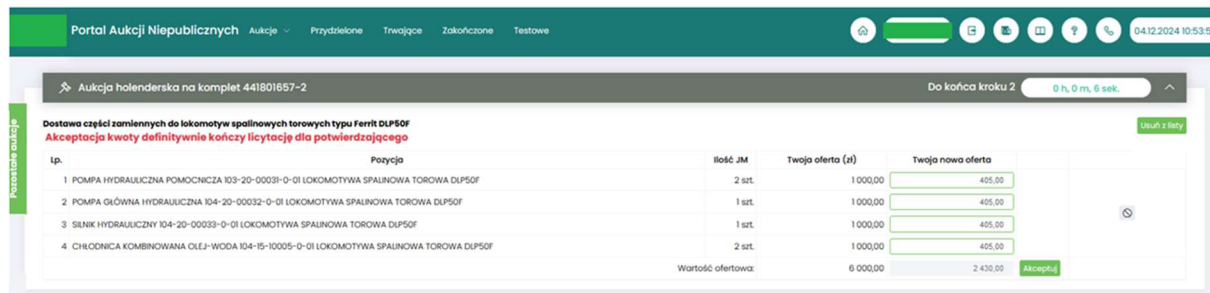 Portal Aukcji Niepublicznych Aukcje Przydzielone Trwające Zakończone Testowe 04.12.2024 10:53:5
Aukcja holenderska na komplet 441801657-2 Do końca kroku 2 0 h, 0 m, 6 sek.
Pozostałe aukcje
Dostawa części zamiennych do lokomotyw spalinowych torowych typu Ferrit DLP50F Usuń z listy
Akceptacja kwoty definitywnie kończy licytację dla potwierdzającego
Lp. Pozycja Ilość JM Twoja oferta (zł) Twoja nowa oferta
1 POMPA HYDRAULICZNA POMOCNICZA 103-20-00031-0-01 LOKOMOTYWA SPALINOWA TOROWA DLP50F 2 szt. 1 000,00 405,00
2 POMPA GŁÓWNA HYDRAULICZNA 104-20-00032-0-01 LOKOMOTYWA SPALINOWA TOROWA DLP50F 1 szt. 1 000,00 405,00
3 SILNIK HYDRAULICZNY 104-20-00033-0-01 LOKOMOTYWA SPALINOWA TOROWA DLP50F 1 szt. 1 000,00 405,00
4 CHŁODNICA KOMBINOWANA OLEJ-WODA 104-15-10005-0-01 LOKOMOTYWA SPALINOWA TOROWA DLP50F 2 szt. 1 000,00 405,00
Wartość ofertowa: 6 000,00 2 430,00 Akceptuj